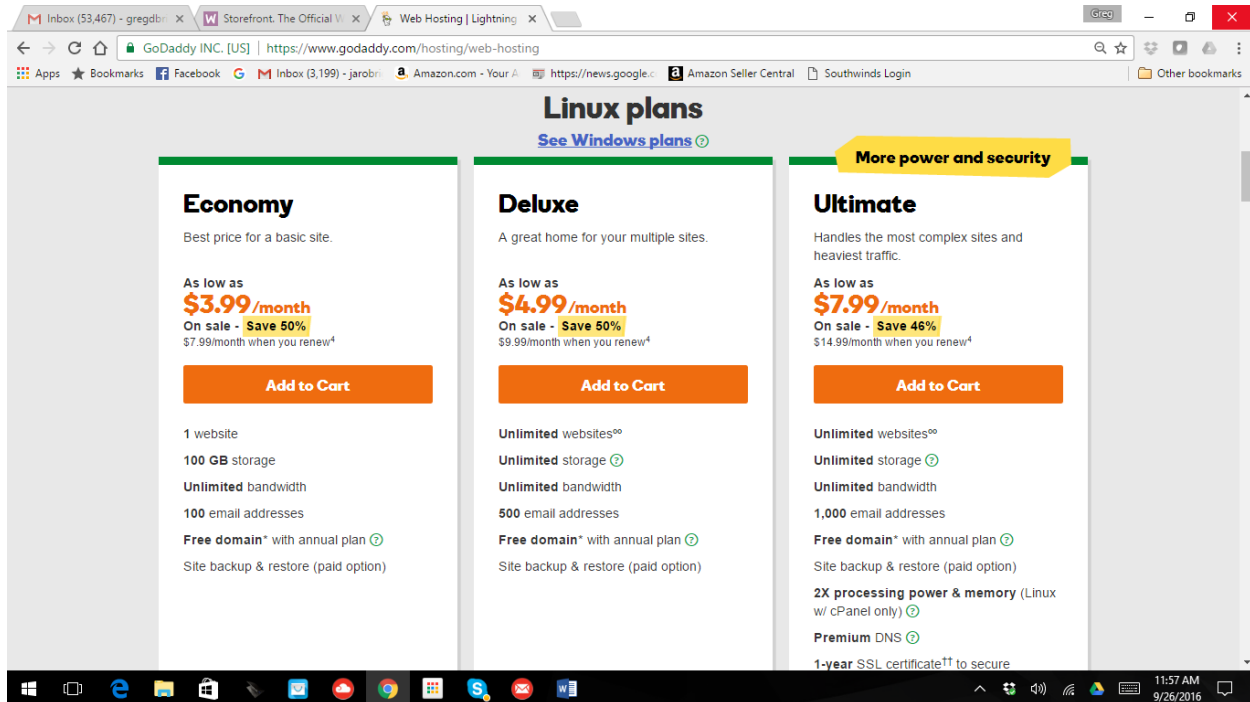 Inbox (53,467) - gregdbn
Storefront. The Official W
Web Hosting | Lightning
Greg
GoDaddy INC. [US] | https://www.godaddy.com/hosting/web-hosting
Apps
Bookmarks
Facebook
Inbox (3,199) - jarobri
Amazon.com - Your A
https://news.google.c
Amazon Seller Central
Southwinds Login
Other bookmarks
Linux plans
See Windows plans ?
More power and security
Economy
Best price for a basic site.
As low as
$3.99/month
On sale - Save 50%
$7.99/month when you renew4
Add to Cart
1 website
100 GB storage
Unlimited bandwidth
100 email addresses
Free domain* with annual plan ?
Site backup & restore (paid option)
Deluxe
A great home for your multiple sites.
As low as
$4.99/month
On sale - Save 50%
$9.99/month when you renew4
Add to Cart
Unlimited websites∞
Unlimited storage ?
Unlimited bandwidth
500 email addresses
Free domain* with annual plan ?
Site backup & restore (paid option)
Ultimate
Handles the most complex sites and
heaviest traffic.
As low as
$7.99/month
On sale - Save 46%
$14.99/month when you renew4
Add to Cart
Unlimited websites∞
Unlimited storage ?
Unlimited bandwidth
1,000 email addresses
Free domain* with annual plan ?
Site backup & restore (paid option)
2X processing power & memory (Linux
w/ cPanel only) ?
Premium DNS ?
1-year SSL certificate†† to secure
11:57 AM
9/26/2016